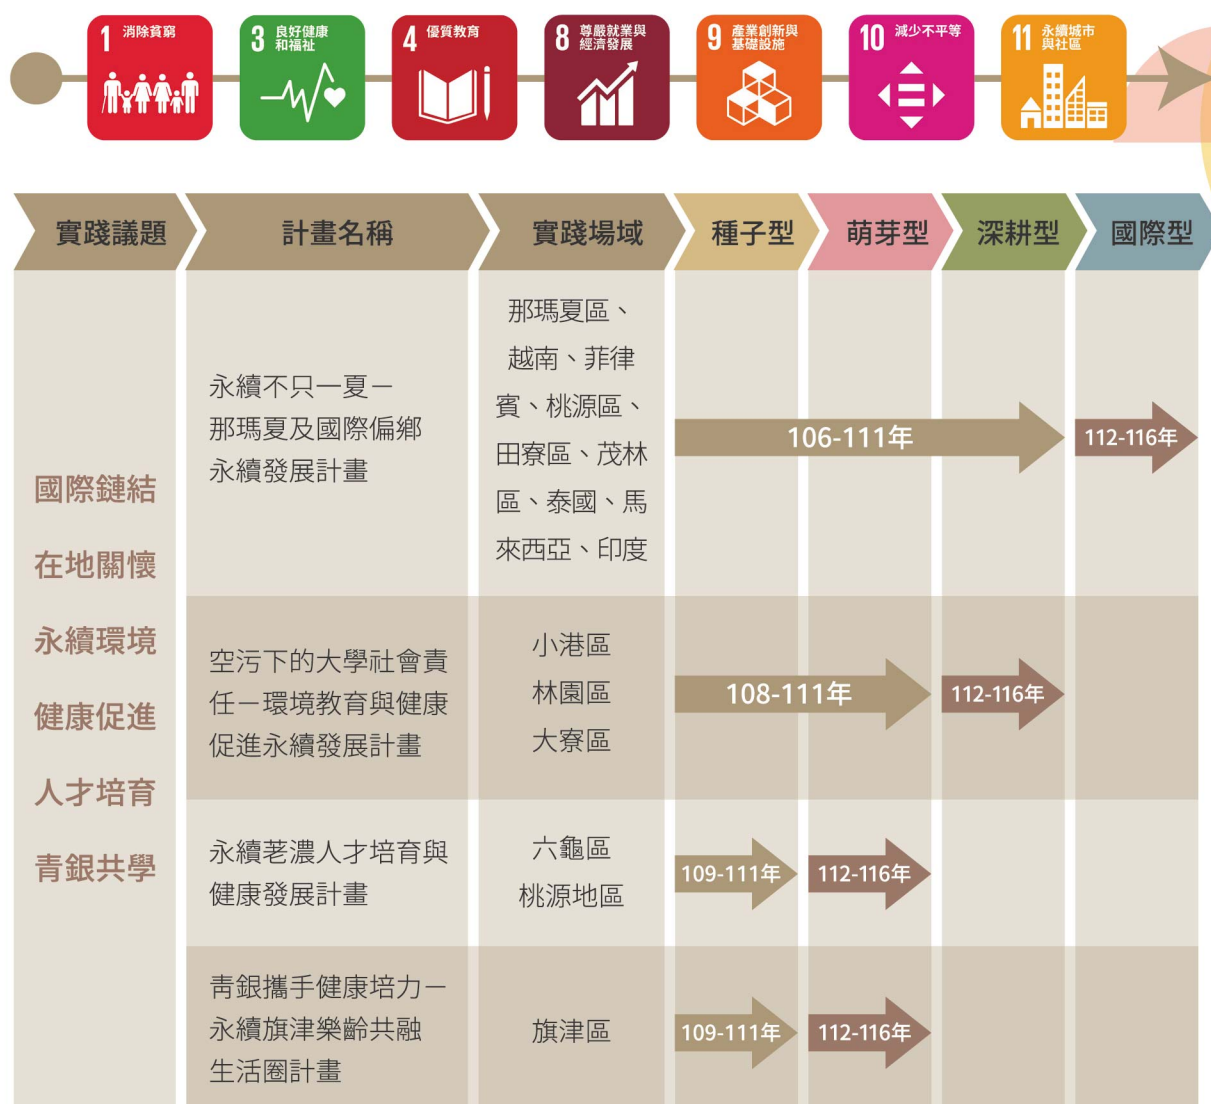 1 消除貧窮
3 良好健康
和福祉
4 優質教育
8 尊嚴就業與
經濟發展
9 產業創新與
基礎設施
10 減少不平等
11 永續城市
與社區
實踐議題 計畫名稱 實踐場域 種子型 萌芽型 深耕型 國際型
國際鏈結
在地關懷
永續環境
健康促進
人才培育
青銀共學
永續不只一夏－
那瑪夏及國際偏鄉
永續發展計畫
那瑪夏區、
越南、菲律
賓、桃源區、
田寮區、茂林
區、泰國、馬
來西亞、印度
106-111年
112-116年
空污下的大學社會責
任－環境教育與健康
促進永續發展計畫
小港區
林園區
大寮區
108-111年
112-116年
永續荖濃人才培育與
健康發展計畫
六龜區
桃源地區
109-111年
112-116年
青銀攜手健康培力－
永續旗津樂齡共融
生活圈計畫
旗津區
109-111年
112-116年